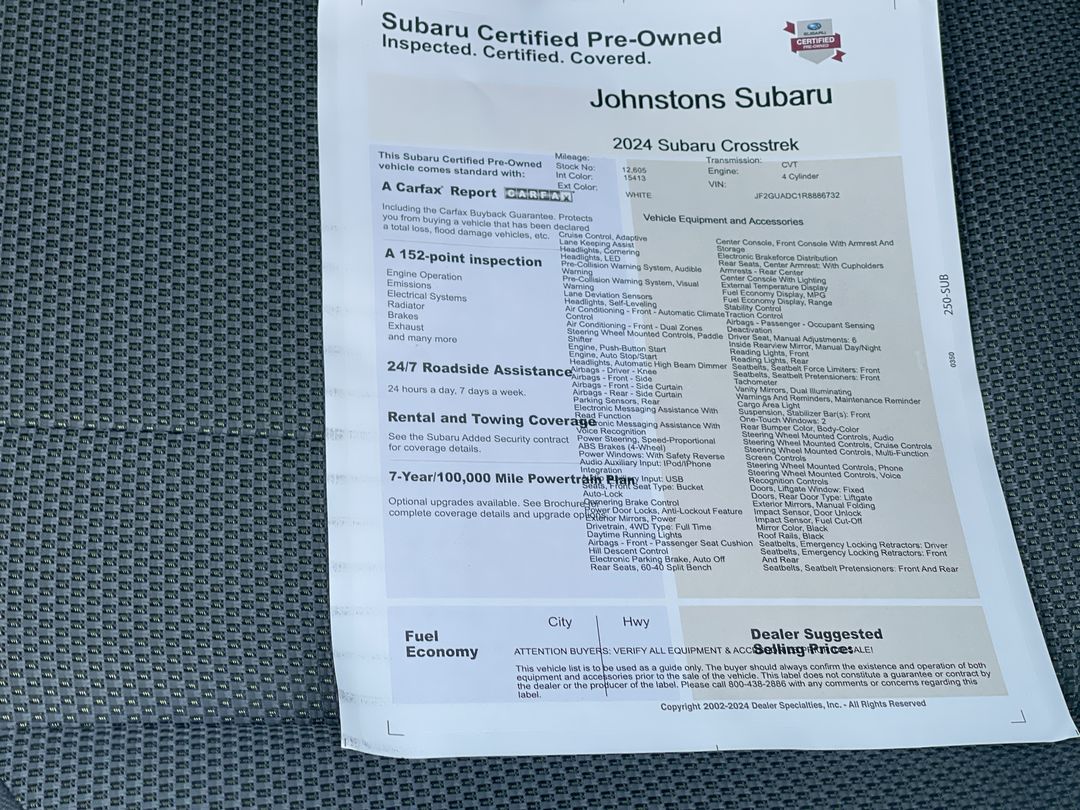 Subaru Certified Pre-Owned
Inspected. Certified. Covered.
SUBARU
CERTIFIED
PRE-OWNED
Johnstons Subaru
2024 Subaru Crosstrek
This Subaru Certified Pre-Owned
vehicle comes standard with:
Mileage:
Stock No: 12,605
Int Color: 15413
Ext Color:
WHITE
Transmission: CVT
Engine: 4 Cylinder
VIN:
JF2GUADC1R8886732
A Carfax Report CARFAX
Including the Carfax Buyback Guarantee. Protects
you from buying a vehicle that has been declared
a total loss, flood damage vehicles, etc.
A 152-point inspection
Engine Operation
Emissions
Electrical Systems
Radiator
Brakes
Exhaust
and many more
24/7 Roadside Assistance
24 hours a day, 7 days a week.
Rental and Towing Coverage
See the Subaru Added Security contract
for coverage details.
7-Year/100,000 Mile Powertrain Plan
Optional upgrades available. See Brochure for
complete coverage details and upgrade options.
Vehicle Equipment and Accessories
Cruise Control, Adaptive
Lane Keeping Assist
Headlights, Cornering
Headlights, LED
Pre-Collision Warning System, Audible
Warning
Pre-Collision Warning System, Visual
Warning
Lane Deviation Sensors
Headlights, Self-Leveling
Air Conditioning - Front - Automatic Climate
Control
Air Conditioning - Front - Dual Zones
Steering Wheel Mounted Controls, Paddle
Shifter
Engine, Push-Button Start
Engine, Auto Stop/Start
Headlights, Automatic High Beam Dimmer
Airbags - Driver - Knee
Airbags - Front - Side
Airbags - Front - Side Curtain
Airbags - Rear - Side Curtain
Parking Sensors, Rear
Electronic Messaging Assistance With
Read Function
Electronic Messaging Assistance With
Voice Recognition
Power Steering, Speed-Proportional
ABS Brakes (4-Wheel)
Power Windows: With Safety Reverse
Audio Auxiliary Input: IPod/IPhone
Integration
Input: USB
Seats, Front Seat Type: Bucket
Auto-Lock
Cornering Brake Control
Power Door Locks, Anti-Lockout Feature
Exterior Mirrors, Power
Drivetrain, 4WD Type: Full Time
Daytime Running Lights
Airbags - Front - Passenger Seat Cushion
Hill Descent Control
Electronic Parking Brake, Auto Off
Rear Seats, 60-40 Split Bench
Center Console, Front Console With Armrest And
Storage
Electronic Brakeforce Distribution
Rear Seats, Center Armrest: With Cupholders
Armrests - Rear Center
Center Console With Lighting
External Temperature Display
Fuel Economy Display, MPG
Fuel Economy Display, Range
Stability Control
Traction Control
Airbags - Passenger - Occupant Sensing
Deactivation
Driver Seat, Manual Adjustments: 6
Inside Rearview Mirror, Manual Day/Night
Reading Lights, Front
Reading Lights, Rear
Seatbelts, Seatbelt Force Limiters: Front
Seatbelts, Seatbelt Pretensioners: Front
Tachometer
Vanity Mirrors, Dual Illuminating
Warnings And Reminders, Maintenance Reminder
Cargo Area Light
Suspension, Stabilizer Bar(s): Front
One-Touch Windows: 2
Rear Bumper Color, Body-Color
Steering Wheel Mounted Controls, Audio
Steering Wheel Mounted Controls, Cruise Controls
Steering Wheel Mounted Controls, Multi-Function
Screen Controls
Steering Wheel Mounted Controls, Phone
Steering Wheel Mounted Controls, Voice
Recognition Controls
Doors, Liftgate Window: Fixed
Doors, Rear Door Type: Liftgate
Exterior Mirrors, Manual Folding
Impact Sensor, Door Unlock
Impact Sensor, Fuel Cut-Off
Mirror Color, Black
Roof Rails, Black
Seatbelts, Emergency Locking Retractors: Driver
Seatbelts, Emergency Locking Retractors: Front
And Rear
Seatbelts, Seatbelt Pretensioners: Front And Rear
250-SUB
0350
Fuel
Economy
City
Hwy
Dealer Suggested
Selling Price:
ATTENTION BUYERS: VERIFY ALL EQUIPMENT & SALE!
This vehicle list is to be used as a guide only. The buyer should always confirm the existence and operation of both
equipment and accessories prior to the sale of the vehicle. This label does not constitute a guarantee or contract by
the dealer or the producer of the label. Please call 800-438-2886 with any comments or concerns regarding this
label.
Copyright 2002-2024 Dealer Specialties, Inc. - All Rights Reserved